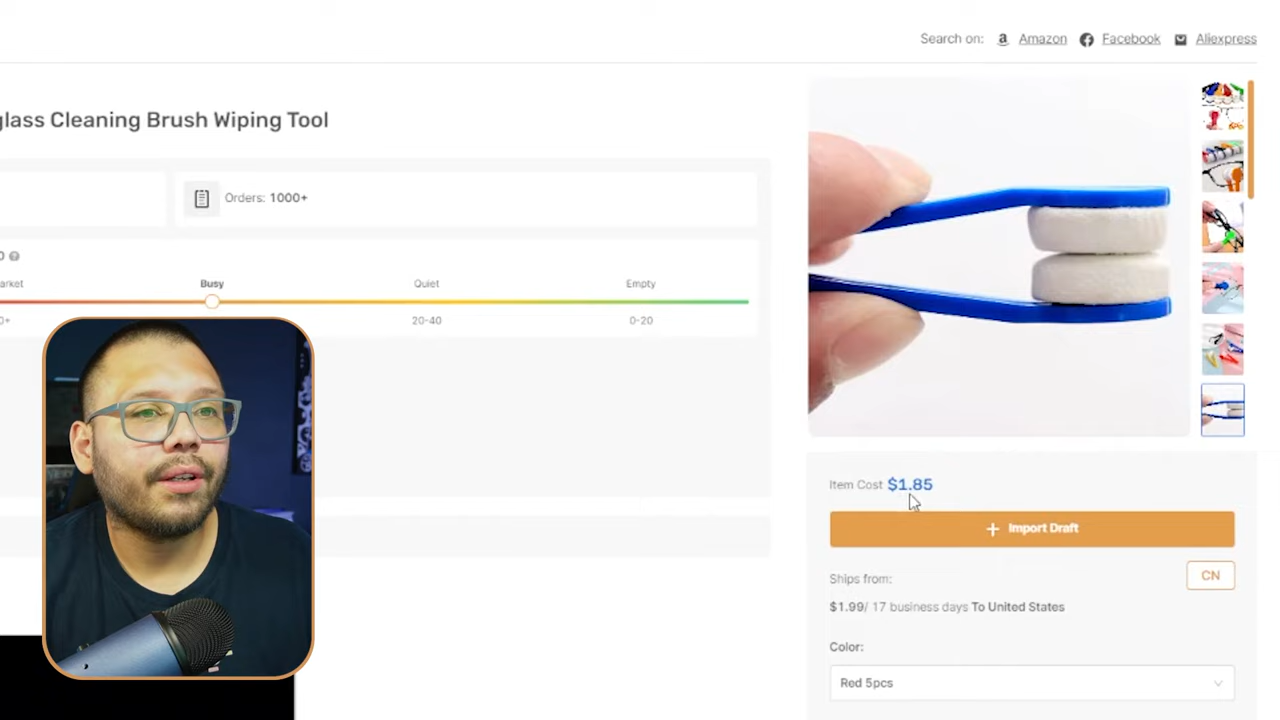 Search on: Amazon Facebook Aliexpress
glass Cleaning Brush Wiping Tool
Orders: 1000+
Busy Quiet Empty
20-40 0-20
Item Cost $1.85
+ Import Draft
Ships from: CN
$1.99/ 17 business days To United States
Color:
Red 5pcs